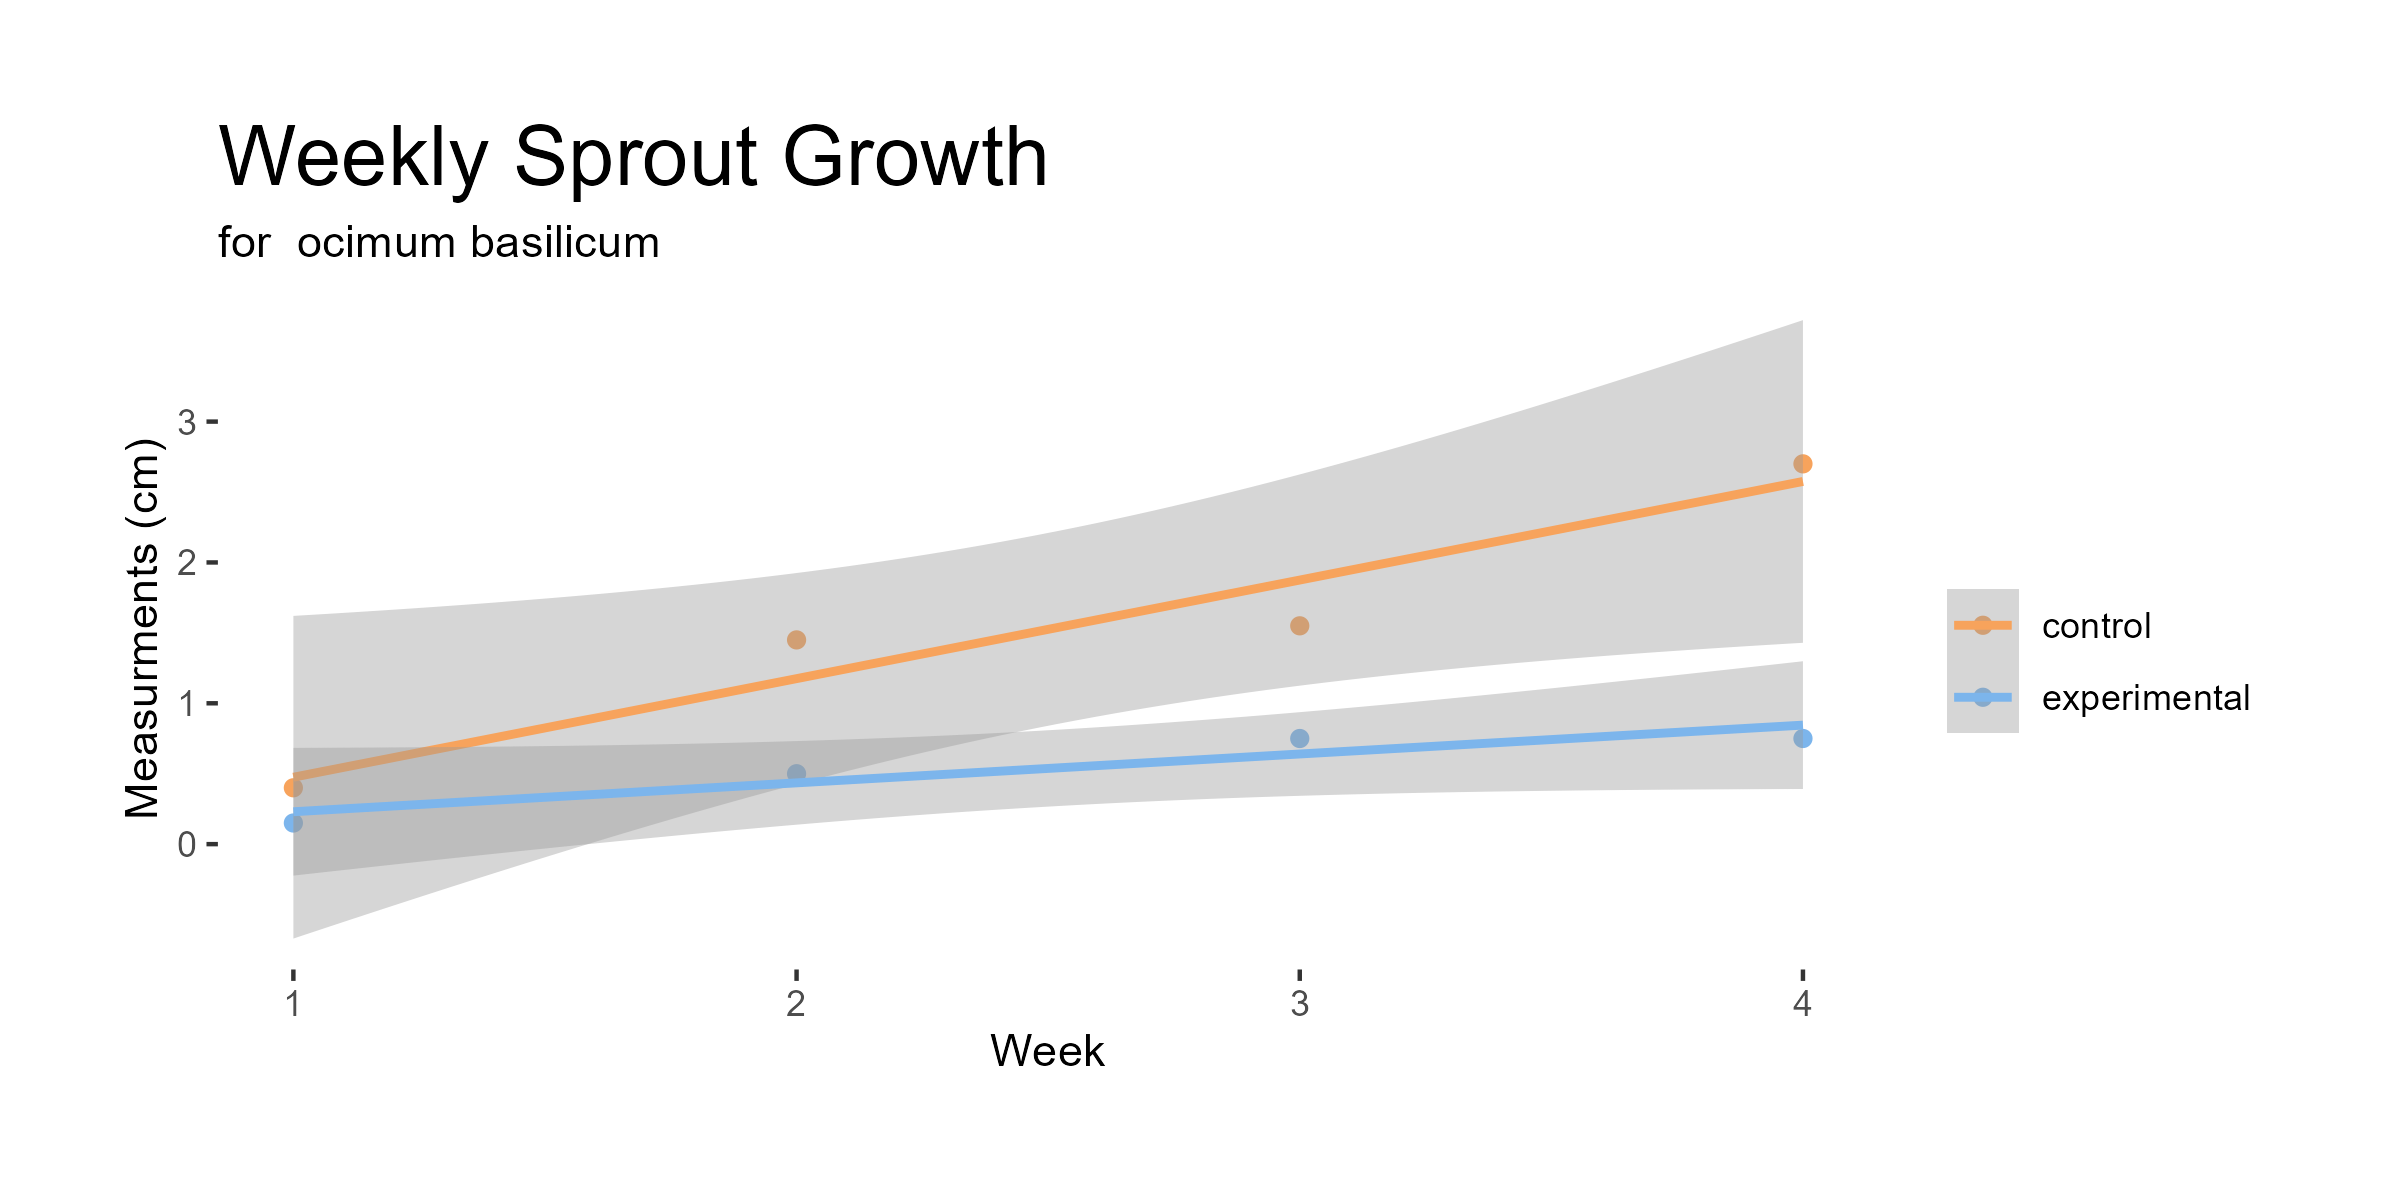 Weekly Sprout Growth
for  ocimum basilicum
Measurments (cm)
3
2
1
0
1
2
3
4
Week
control
experimental